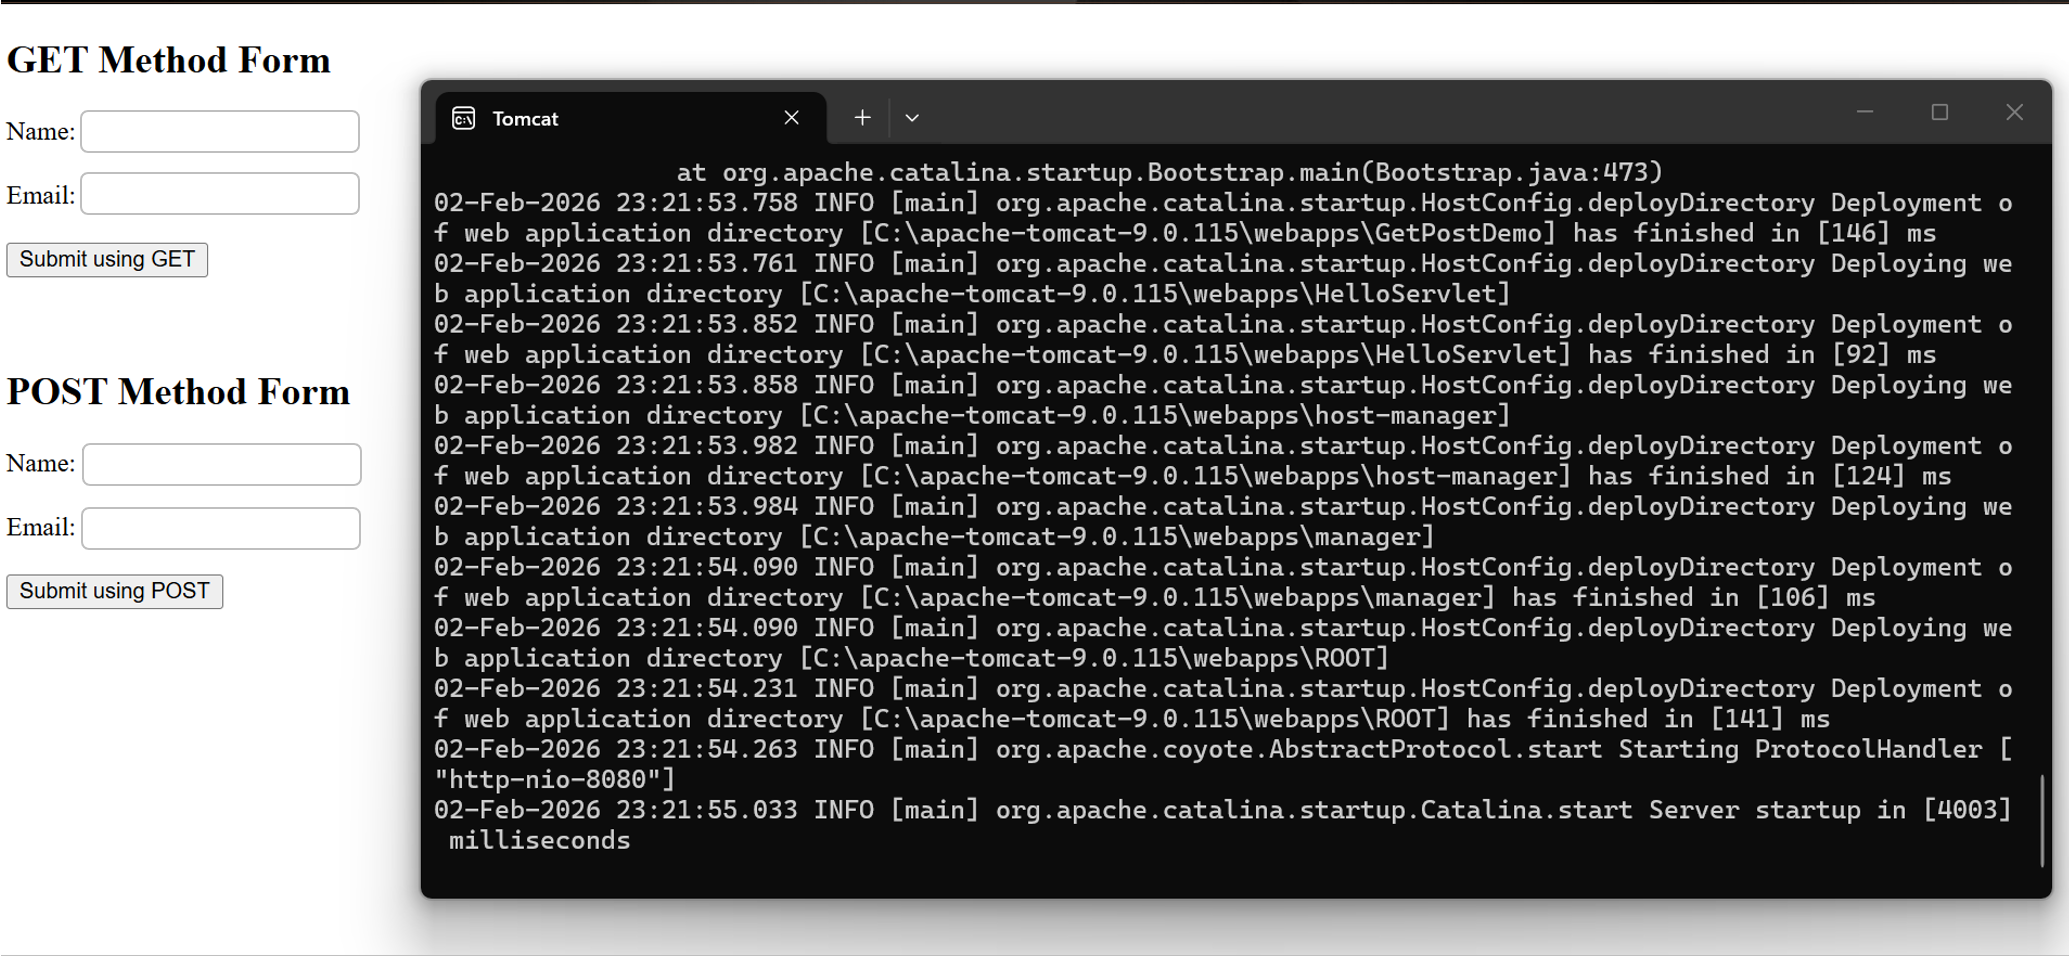 GET Method Form
Name:
Email:
Submit using GET
POST Method Form
Name:
Email:
Submit using POST
Tomcat
at org.apache.catalina.startup.Bootstrap.main(Bootstrap.java:473)
02-Feb-2026 23:21:53.758 INFO [main] org.apache.catalina.startup.HostConfig.deployDirectory Deployment o
f web application directory [C:\apache-tomcat-9.0.115\webapps\GetPostDemo] has finished in [146] ms
02-Feb-2026 23:21:53.761 INFO [main] org.apache.catalina.startup.HostConfig.deployDirectory Deploying we
b application directory [C:\apache-tomcat-9.0.115\webapps\HelloServlet]
02-Feb-2026 23:21:53.852 INFO [main] org.apache.catalina.startup.HostConfig.deployDirectory Deployment o
f web application directory [C:\apache-tomcat-9.0.115\webapps\HelloServlet] has finished in [92] ms
02-Feb-2026 23:21:53.858 INFO [main] org.apache.catalina.startup.HostConfig.deployDirectory Deploying we
b application directory [C:\apache-tomcat-9.0.115\webapps\host-manager]
02-Feb-2026 23:21:53.982 INFO [main] org.apache.catalina.startup.HostConfig.deployDirectory Deployment o
f web application directory [C:\apache-tomcat-9.0.115\webapps\host-manager] has finished in [124] ms
02-Feb-2026 23:21:53.984 INFO [main] org.apache.catalina.startup.HostConfig.deployDirectory Deploying we
b application directory [C:\apache-tomcat-9.0.115\webapps\manager]
02-Feb-2026 23:21:54.090 INFO [main] org.apache.catalina.startup.HostConfig.deployDirectory Deployment o
f web application directory [C:\apache-tomcat-9.0.115\webapps\manager] has finished in [106] ms
02-Feb-2026 23:21:54.090 INFO [main] org.apache.catalina.startup.HostConfig.deployDirectory Deploying we
b application directory [C:\apache-tomcat-9.0.115\webapps\ROOT]
02-Feb-2026 23:21:54.231 INFO [main] org.apache.catalina.startup.HostConfig.deployDirectory Deployment o
f web application directory [C:\apache-tomcat-9.0.115\webapps\ROOT] has finished in [141] ms
02-Feb-2026 23:21:54.263 INFO [main] org.apache.coyote.AbstractProtocol.start Starting ProtocolHandler [
"http-nio-8080"]
02-Feb-2026 23:21:55.033 INFO [main] org.apache.catalina.startup.Catalina.start Server startup in [4003]
milliseconds